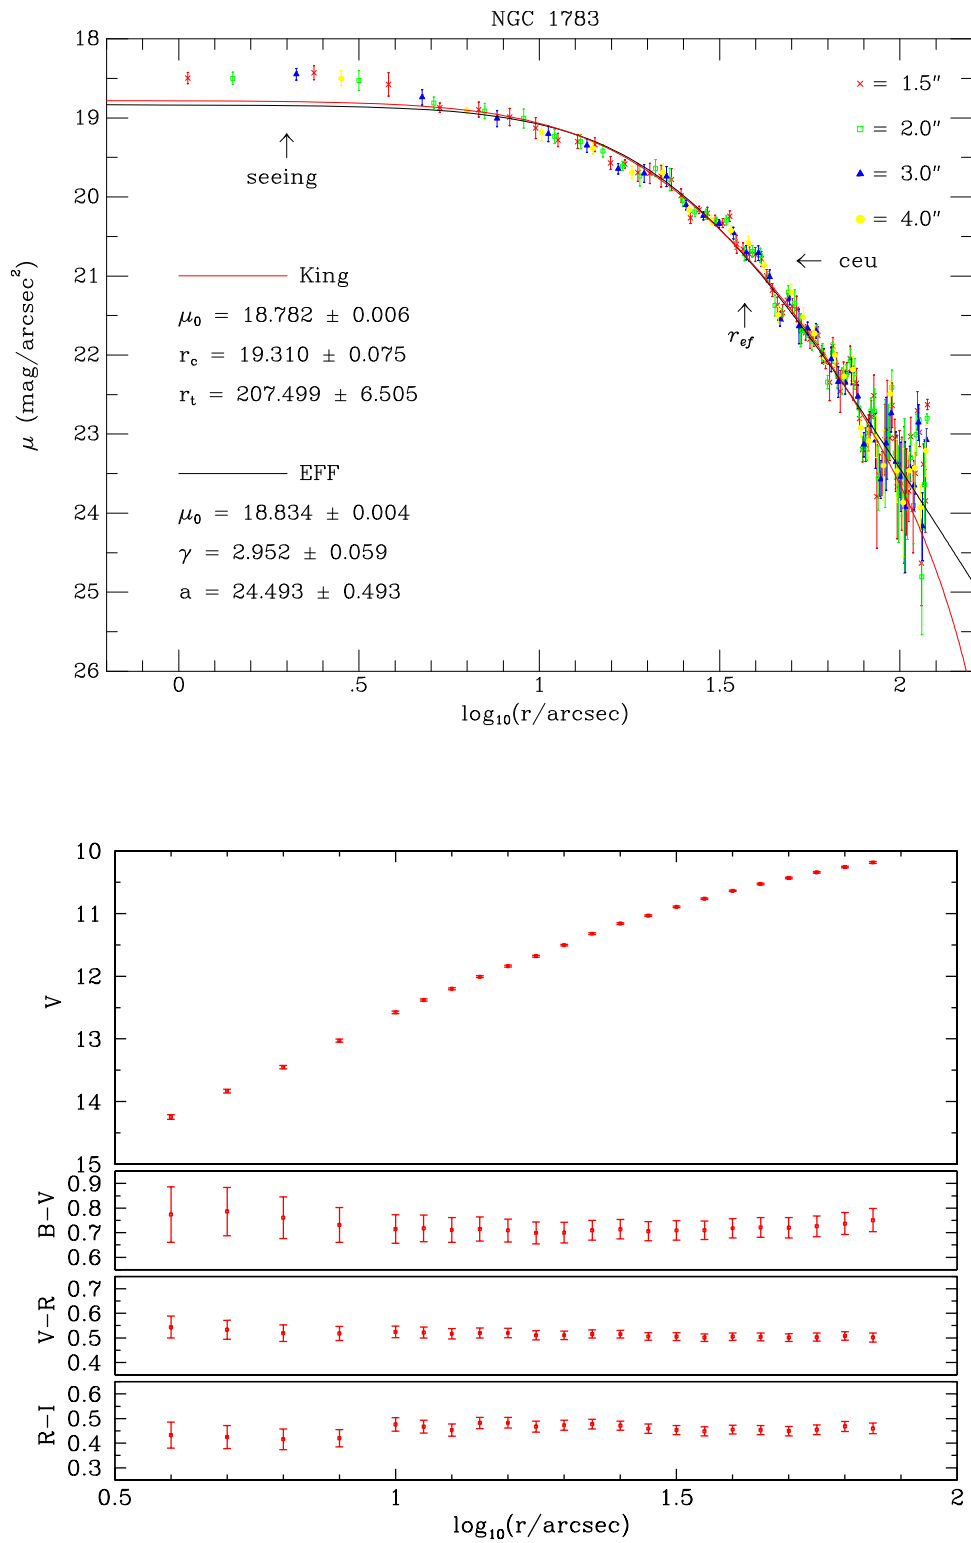 NGC 1783
18
19
20
21
22
23
24
25
26
μ (mag/arcsec²)
= 1.5″
= 2.0″
= 3.0″
= 4.0″
seeing
ceu
r_ef
King
μ₀ = 18.782 ± 0.006
r_c = 19.310 ± 0.075
r_t = 207.499 ± 6.505
EFF
μ₀ = 18.834 ± 0.004
γ = 2.952 ± 0.059
a = 24.493 ± 0.493
0 .5 1 1.5 2
log₁₀(r/arcsec)
10
11
12
13
14
15
V
0.9
0.8
0.7
0.6
B−V
0.7
0.6
0.5
0.4
V−R
0.6
0.5
0.4
0.3
R−I
0.5 1 1.5 2
log₁₀(r/arcsec)